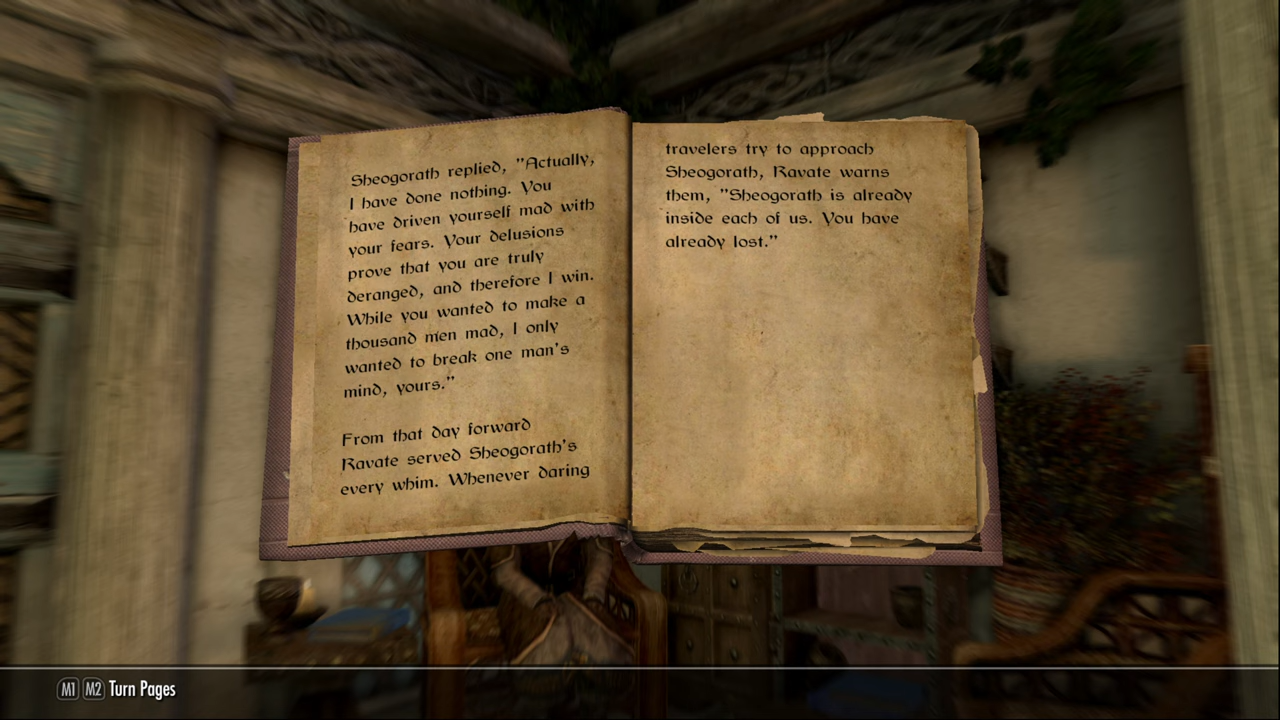 Sheogorath replied, "Actually,
I have done nothing. You
have driven yourself mad with
your fears. Your delusions
prove that you are truly
deranged, and therefore I win.
While you wanted to make a
thousand men mad, I only
wanted to break one man's
mind, yours."
From that day forward
Ravate served Sheogorath's
every whim. Whenever daring
travelers try to approach
Sheogorath, Ravate warns
them, "Sheogorath is already
inside each of us. You have
already lost."
M1 M2 Turn Pages